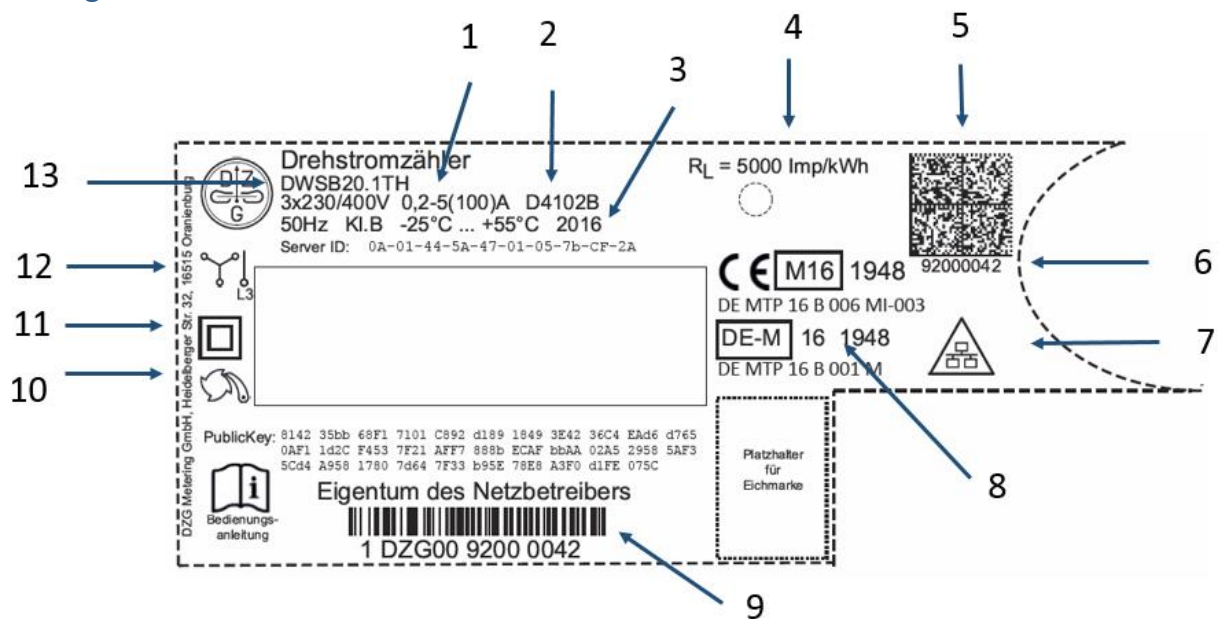 1
2
3
4
5
13
12
11
10
6
7
8
9
D Z
G
Drehstromzähler
DWSB20.1TH
3x230/400V 0,2-5(100)A D4102B
50Hz Kl.B -25°C ... +55°C 2016
Server ID: 0A-01-44-5A-47-01-05-7b-CF-2A
RL = 5000 Imp/kWh
92000042
L3
CE M16 1948
DE MTP 16 B 006 MI-003
DE-M 16 1948
DE MTP 16 B 001 M
DZG Metering GmbH, Heidelberger Str. 32, 16515 Oranienburg
PublicKey: 8142 35bb 68F1 7101 C892 d189 1849 3E42 36C4 EAd6 d765
0AF1 1d2C F453 7F21 AFF7 888b ECAF bbAA 02A5 2958 5AF3
5Cd4 A958 1780 7d64 7F33 b95E 78E8 A3F0 d1FE 075C
i
Bedienungs-
anleitung
Eigentum des Netzbetreibers
1 DZG00 9200 0042
Platzhalter
für
Eichmarke